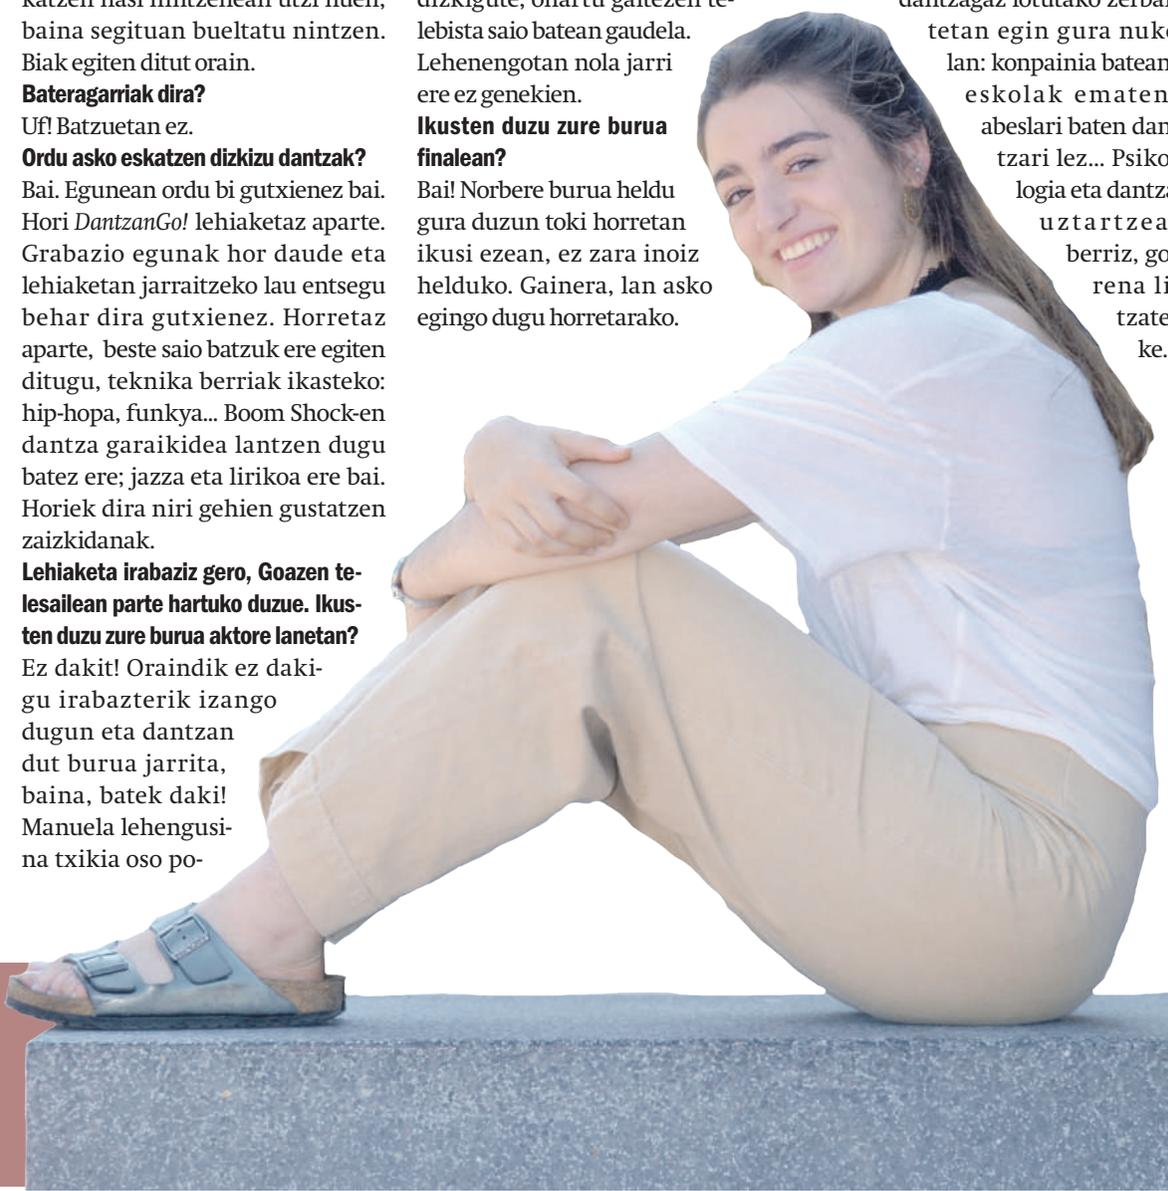 katzen hasi nintzenean utzi nuen,
baina segituan bueltatu nintzen.
Biak egiten ditut orain.
Bateragarriak dira?
Uf! Batzuetan ez.
Ordu asko eskatzen dizkizu dantzak?
Bai. Egunean ordu bi gutxienez bai.
Hori DantzanGo! lehiaketaz aparte.
Grabazio egunak hor daude eta
lehiaketan jarraitzeko lau entsegu
behar dira gutxienez. Horretaz
aparte, beste saio batzuk ere egiten
ditugu, teknika berriak ikasteko:
hip-hopa, funkya... Boom Shock-en
dantza garaikidea lantzen dugu
batez ere; jazza eta lirikoa ere bai.
Horiek dira niri gehien gustatzen
zaizkidanak.
Lehiaketa irabaziz gero, Goazen te-
lesailean parte hartuko duzue. Ikus-
ten duzu zure burua aktore lanetan?
Ez dakit! Oraindik ez daki-
gu irabazterik izango
dugun eta dantzan
dut burua jarrita,
baina, batek daki!
Manuela lehengusi-
na txikia oso po-
dizkigute, ohartu gaitezen te-
lebista saio batean gaudela.
Lehenengotan nola jarri
ere ez genekien.
Ikusten duzu zure burua
finalean?
Bai! Norbere burua heldu
gura duzun toki horretan
ikusi ezean, ez zara inoiz
helduko. Gainera, lan asko
egingo dugu horretarako.
dantzagaz lotutako zerbai
tetan egin gura nuke
lan: konpainia batean
eskolak ematen
abeslari baten dan
tzari lez... Psiko
logia eta dantza
uztartzea
berriz, go
rena li
tzate
ke.